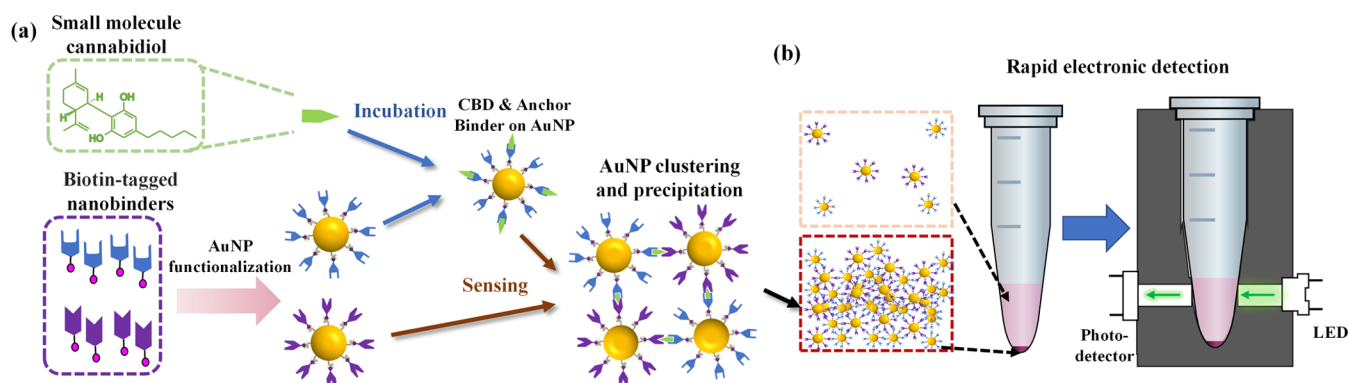 (a)
Small molecule
cannabidiol
H
OH
H
HO
Incubation
CBD & Anchor
Binder on AuNP
Biotin-tagged
nanobinders
AuNP
functionalization
AuNP clustering
and precipitation
Sensing
(b)
Rapid electronic detection
Photo-
detector
LED